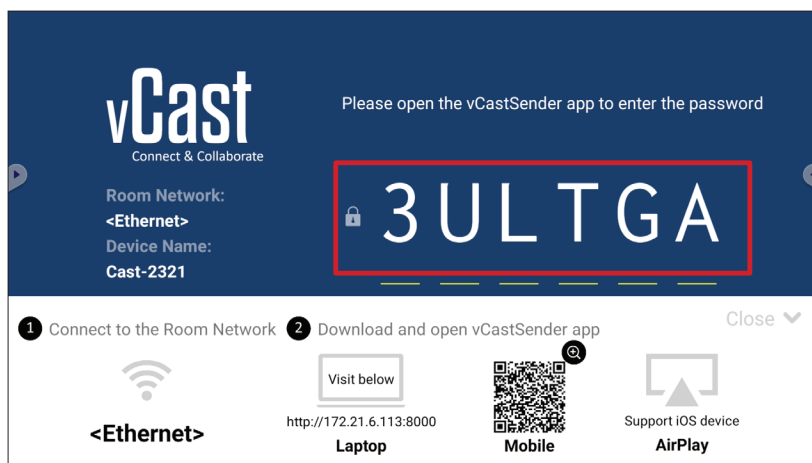 vCast
Connect & Collaborate
Please open the vCastSender app to enter the password
Room Network:
<Ethernet>
Device Name:
Cast-2321
3ULTGA
1 Connect to the Room Network
2 Download and open vCastSender app
Close
Visit below
http://172.21.6.113:8000
Support iOS device
<Ethernet>
Laptop
Mobile
AirPlay